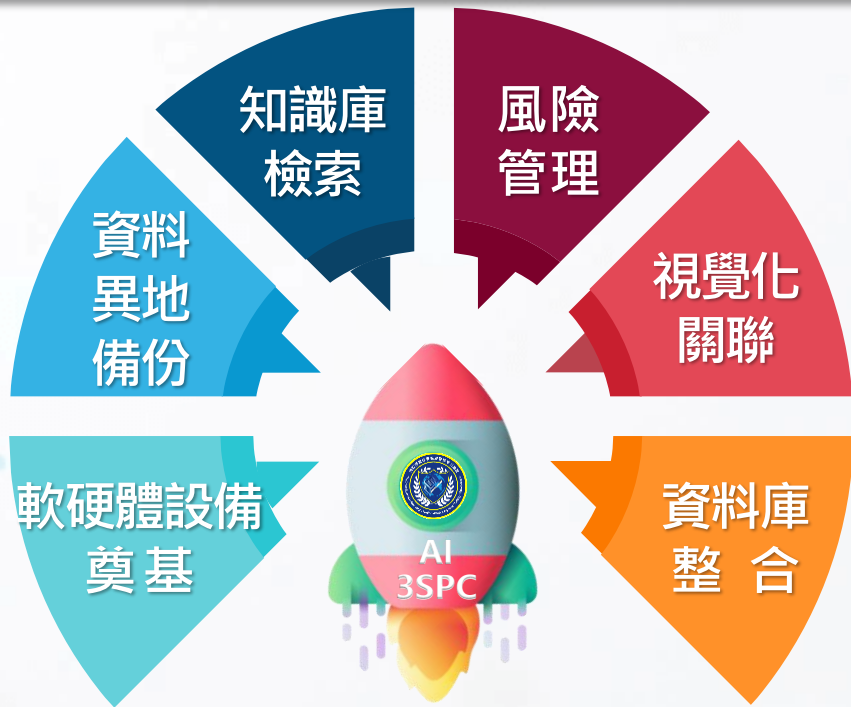 知識庫
檢索
風險
管理
資料
異地
備份
視覺化
關聯
軟硬體設備
奠基
資料庫
整 合
AI
3SPC